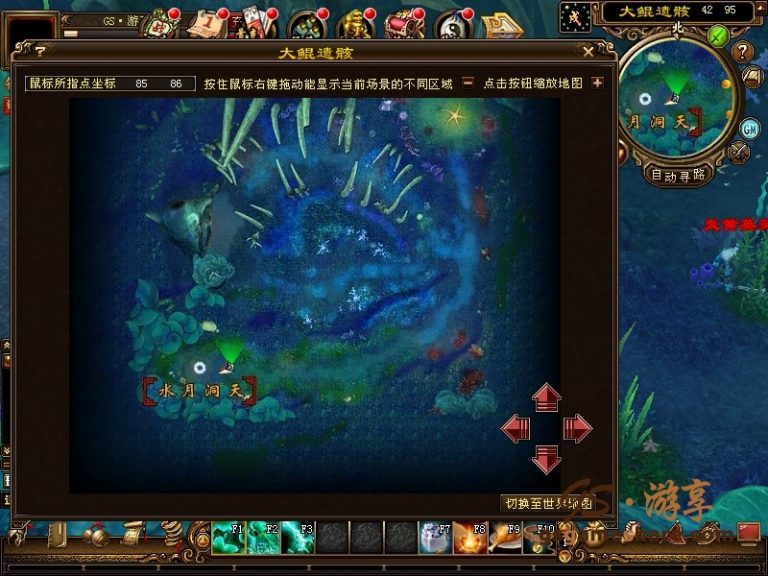 GS·游
大鲲遗骸 42 95
北
大鲲遗骸
鼠标所指点坐标 85 86 按住鼠标右键拖动能显示当前场景的不同区域 点击按钮缩放地图
GM
月洞天
自动寻路
水月洞天
切换至世界地图
·游享
F1 F2 F3 F7 F8 F9 F10